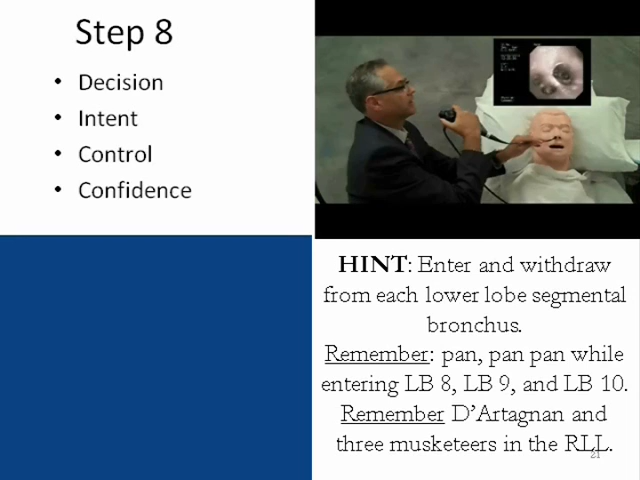 Step 8
• Decision
• Intent
• Control
• Confidence
HINT: Enter and withdraw
from each lower lobe segmental
bronchus.
Remember: pan, pan pan while
entering LB 8, LB 9, and LB 10.
Remember D’Artagnan and
three musketeers in the RLL.
21